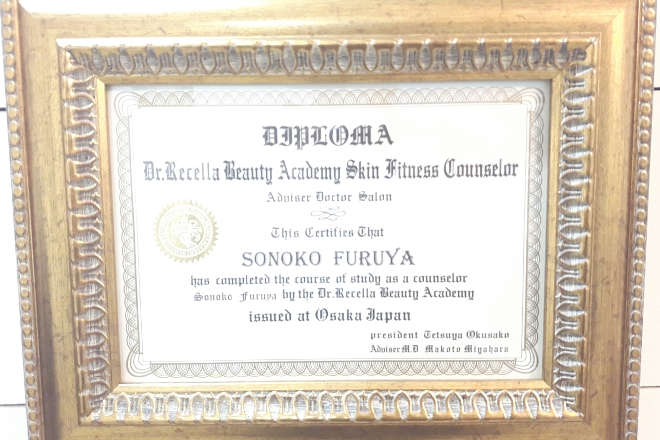 DIPLOMA
Dr.Recella Beauty Academy Skin Fitness Counselor
Adviser Doctor Salon
This Certifies That
SONOKO FURUYA
has completed the course of study as a counselor
Sonoko Furuya by the Dr.Recella Beauty Academy
issued at Osaka Japan
president Tetsuya Okusako
Adviser M.D Makoto Miyahara